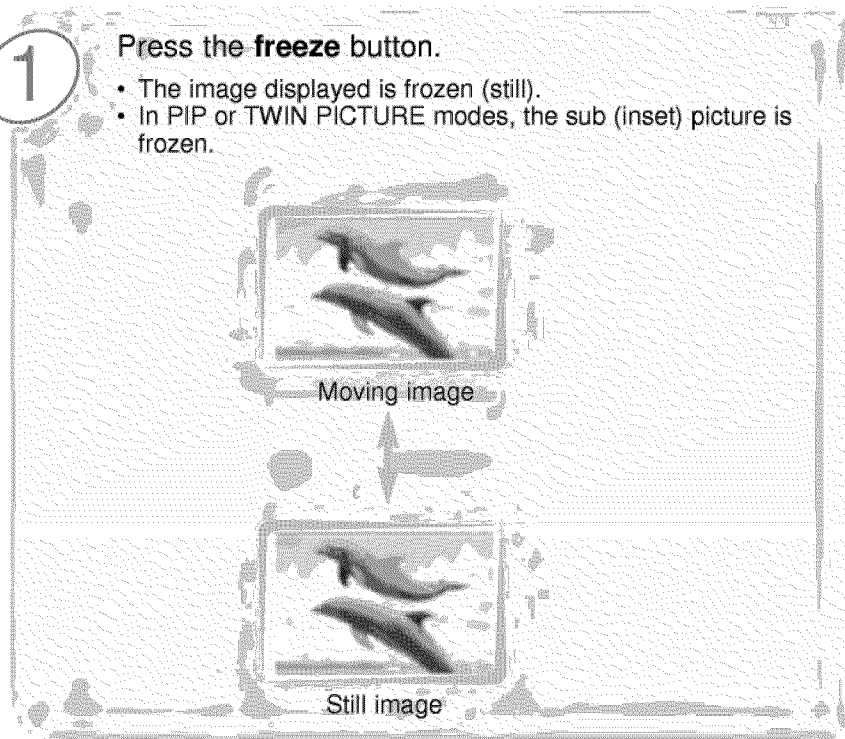 1
Press the freeze button.
• The image displayed is frozen (still).
• In PIP or TWIN PICTURE modes, the sub (inset) picture is
frozen.
Moving image
Still image